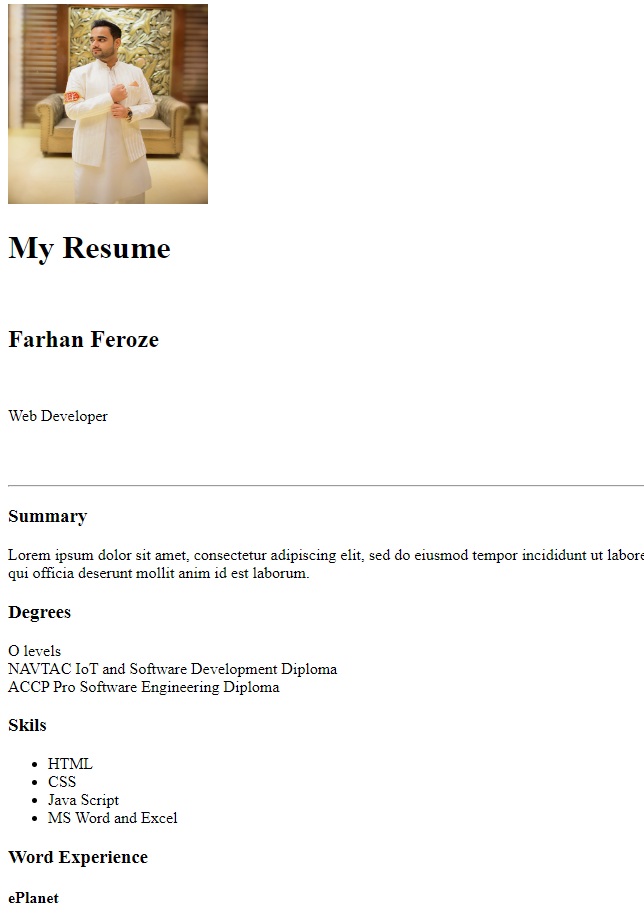 My Resume
Farhan Feroze
Web Developer
Summary
Lorem ipsum dolor sit amet, consectetur adipiscing elit, sed do eiusmod tempor incididunt ut labore
qui officia deserunt mollit anim id est laborum.
Degrees
O levels
NAVTAC IoT and Software Development Diploma
ACCP Pro Software Engineering Diploma
Skils
HTML
CSS
Java Script
MS Word and Excel
Word Experience
ePlanet